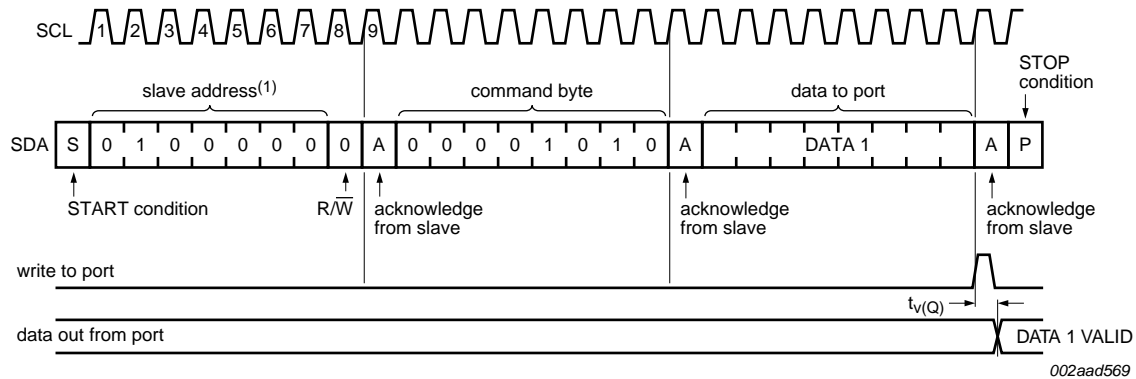 SCL 1 2 3 4 5 6 7 8 9
STOP
condition
slave address(1) command byte data to port
SDA S 0 1 0 0 0 0 0 0 A 0 0 0 0 1 0 1 0 A DATA 1 A P
START condition R/W̅ acknowledge acknowledge acknowledge
from slave from slave from slave
write to port
tv(Q)
data out from port DATA 1 VALID
002aad569